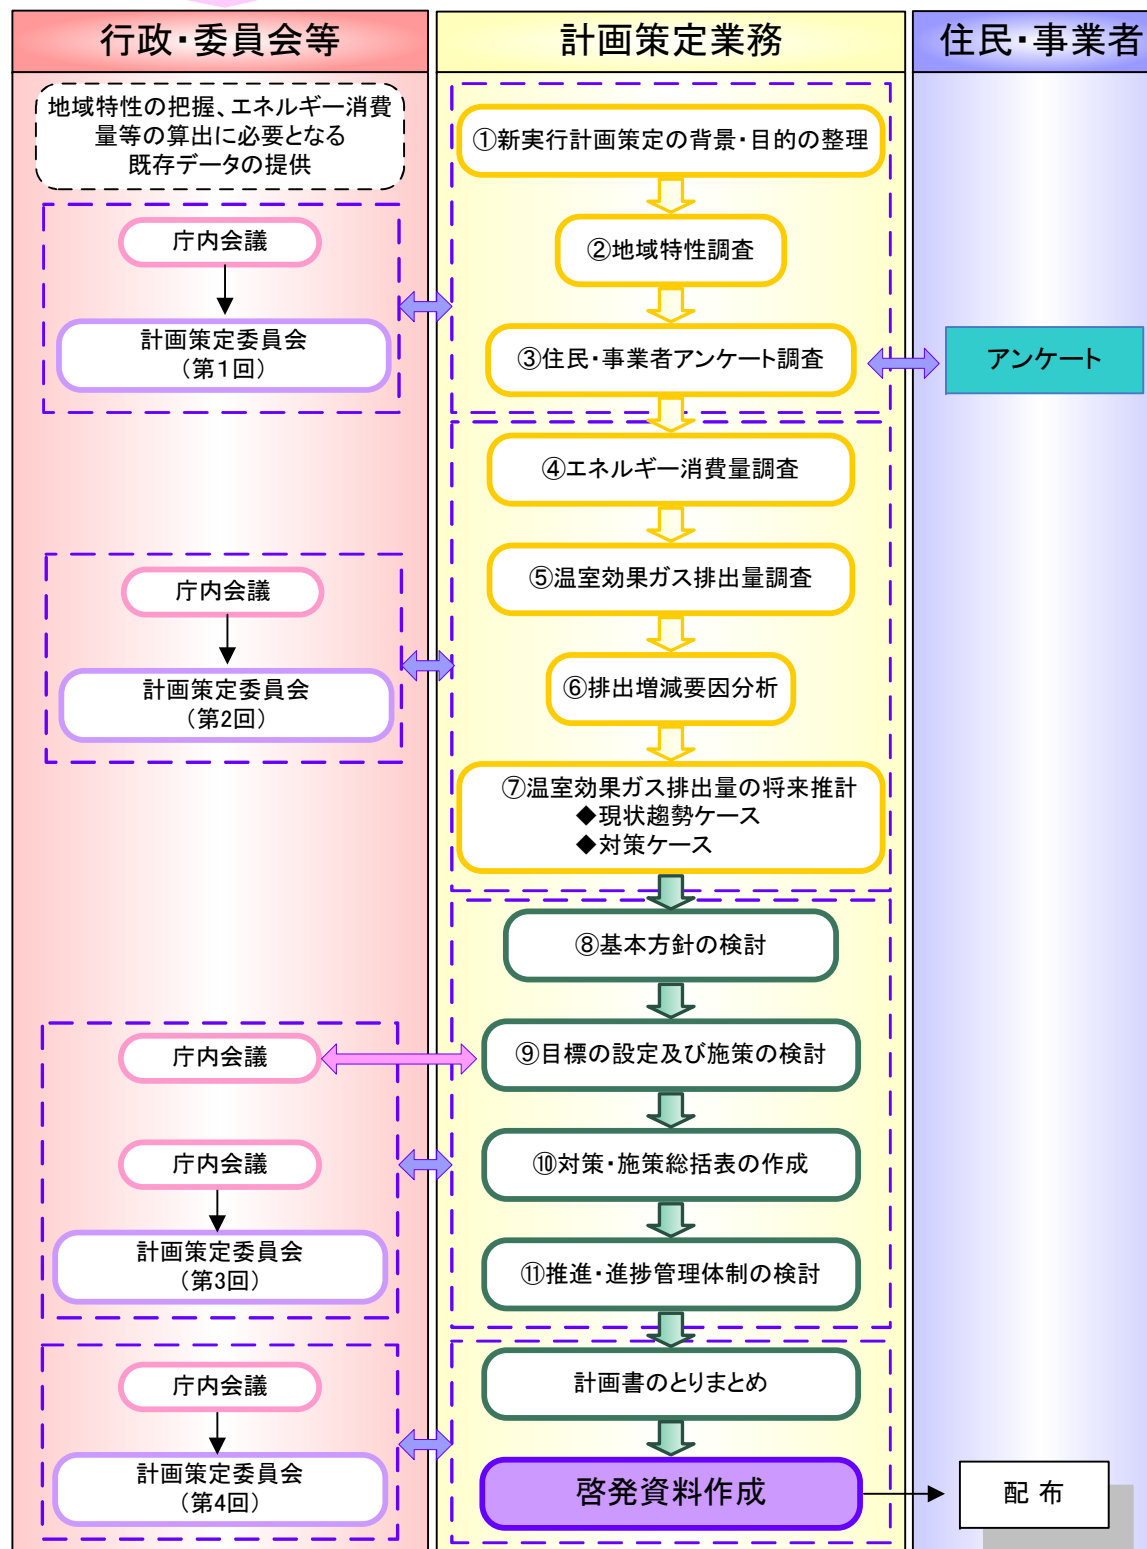 行政・委員会等
計画策定業務
住民・事業者
地域特性の把握、エネルギー消費
量等の算出に必要となる
既存データの提供
庁内会議
計画策定委員会
(第1回)
①新実行計画策定の背景・目的の整理
②地域特性調査
③住民・事業者アンケート調査
アンケート
④エネルギー消費量調査
⑤温室効果ガス排出量調査
⑥排出増減要因分析
⑦温室効果ガス排出量の将来推計
◆現状趨勢ケース
◆対策ケース
庁内会議
計画策定委員会
(第2回)
⑧基本方針の検討
⑨目標の設定及び施策の検討
⑩対策・施策総括表の作成
⑪推進・進捗管理体制の検討
庁内会議
庁内会議
計画策定委員会
(第3回)
計画書のとりまとめ
啓発資料作成
庁内会議
計画策定委員会
(第4回)
配 布